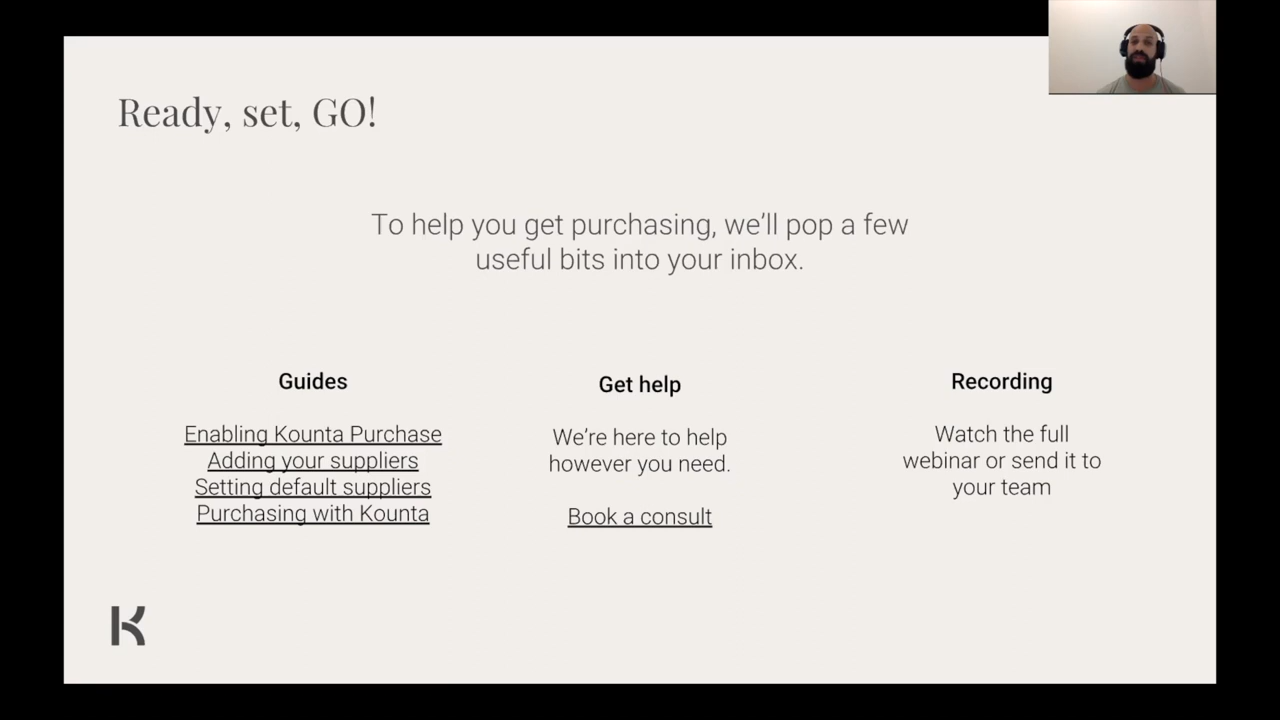 Ready, set, GO!
To help you get purchasing, we'll pop a few
useful bits into your inbox.
Guides
Enabling Kounta Purchase
Adding your suppliers
Setting default suppliers
Purchasing with Kounta
Get help
We're here to help
however you need.
Book a consult
Recording
Watch the full
webinar or send it to
your team